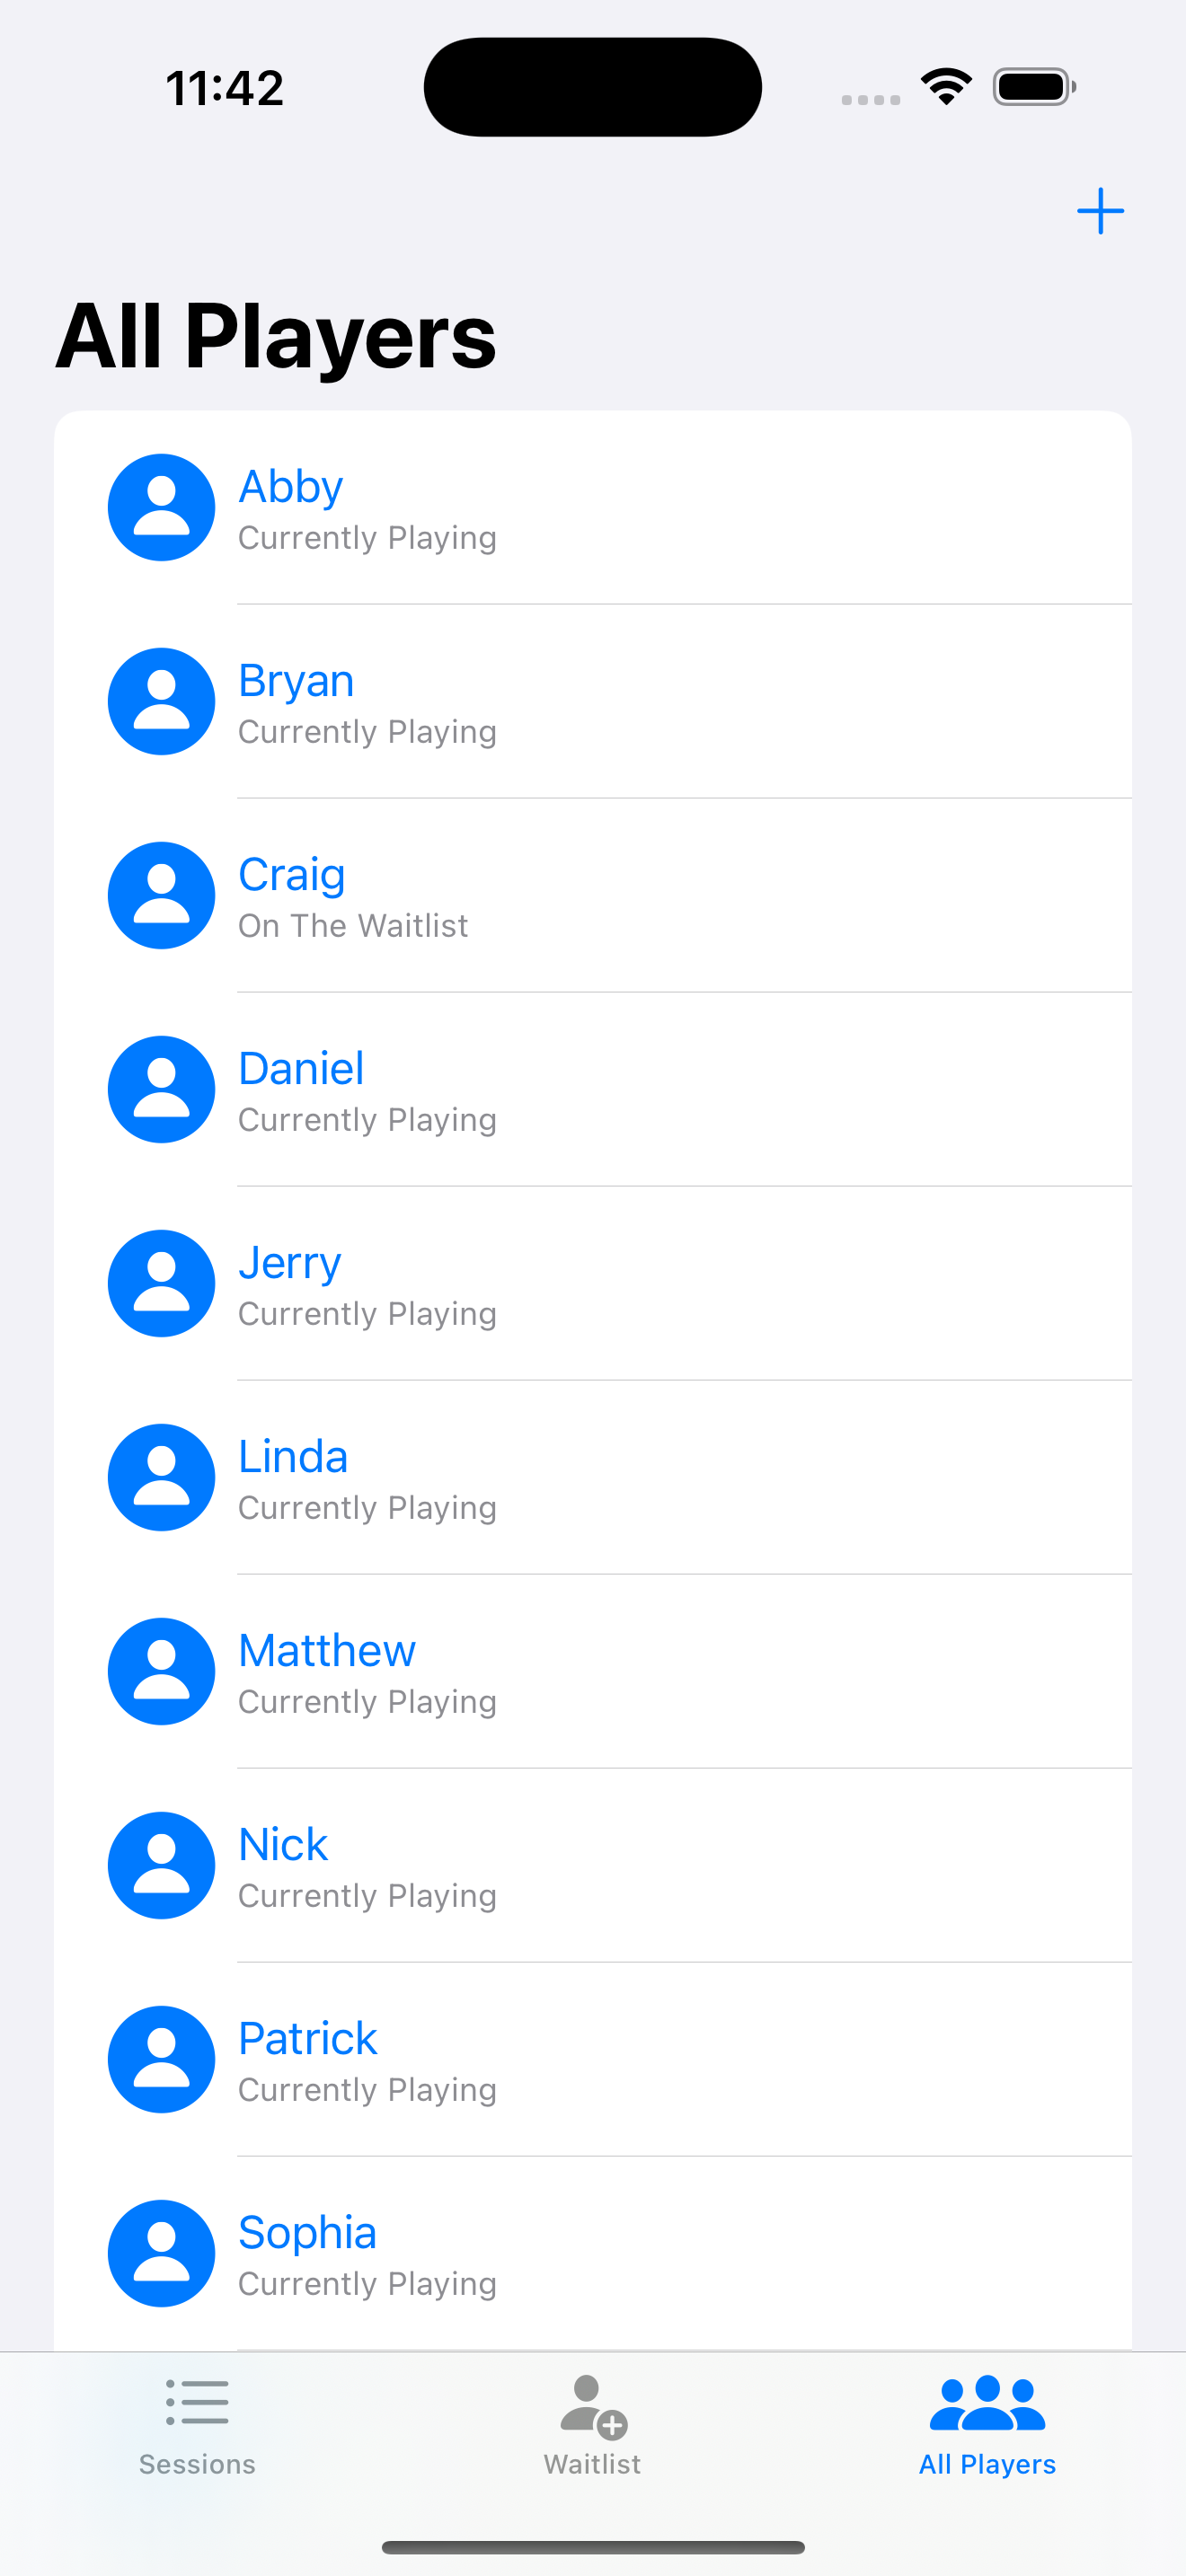 11:42
All Players
Abby
Currently Playing
Bryan
Currently Playing
Craig
On The Waitlist
Daniel
Currently Playing
Jerry
Currently Playing
Linda
Currently Playing
Matthew
Currently Playing
Nick
Currently Playing
Patrick
Currently Playing
Sophia
Currently Playing
Sessions
Waitlist
All Players